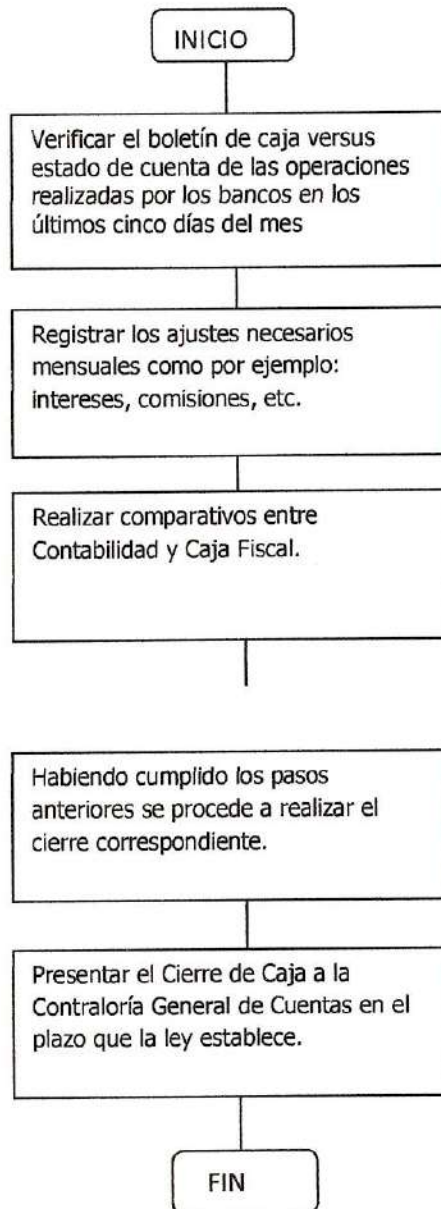 INICIO
Verificar el boletín de caja versus
estado de cuenta de las operaciones
realizadas por los bancos en los
últimos cinco días del mes
Registrar los ajustes necesarios
mensuales como por ejemplo:
intereses, comisiones, etc.
Realizar comparativos entre
Contabilidad y Caja Fiscal.
Habiendo cumplido los pasos
anteriores se procede a realizar el
cierre correspondiente.
Presentar el Cierre de Caja a la
Contraloría General de Cuentas en el
plazo que la ley establece.
FIN